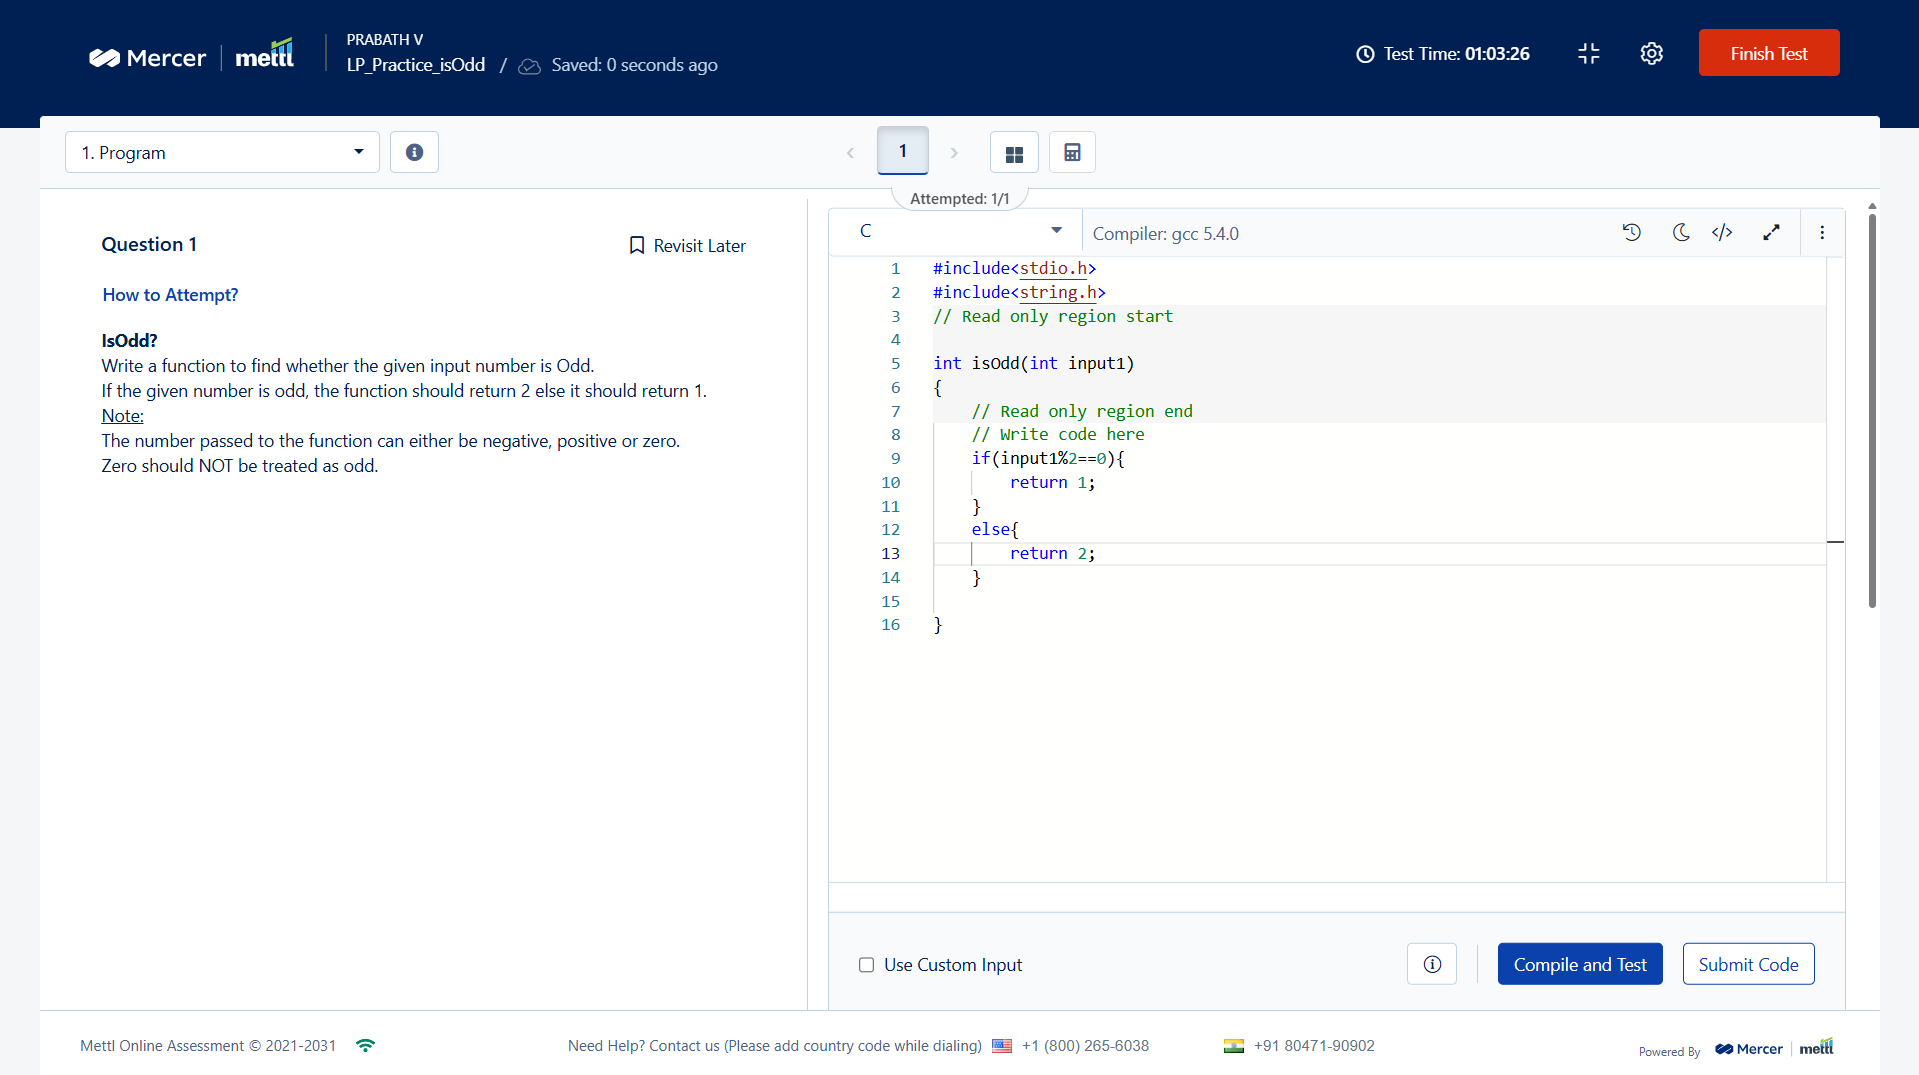 Mercer | mettl
PRABATH V
LP_Practice_isOdd / Saved: 0 seconds ago
Test Time: 01:03:26
Finish Test
1. Program
1
Attempted: 1/1
Question 1
Revisit Later
How to Attempt?
IsOdd?
Write a function to find whether the given input number is Odd.
If the given number is odd, the function should return 2 else it should return 1.
Note:
The number passed to the function can either be negative, positive or zero.
Zero should NOT be treated as odd.
C
Compiler: gcc 5.4.0
1 #include<stdio.h>
2 #include<string.h>
3 // Read only region start
4
5 int isOdd(int input1)
6 {
7     // Read only region end
8     // Write code here
9     if(input1%2==0){
10         return 1;
11     }
12     else{
13         return 2;
14     }
15
16 }
Use Custom Input
Compile and Test
Submit Code
Mettl Online Assessment © 2021-2031
Need Help? Contact us (Please add country code while dialing) +1 (800) 265-6038
+91 80471-90902
Powered By Mercer | mettl